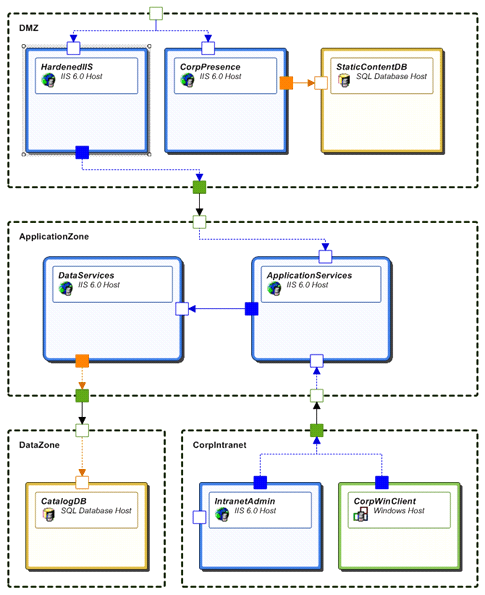 DMZ
HardenedIIS
IIS 6.0 Host
CorpPresence
IIS 6.0 Host
StaticContentDB
SQL Database Host
ApplicationZone
DataServices
IIS 6.0 Host
ApplicationServices
IIS 6.0 Host
DataZone
CatalogDB
SQL Database Host
CorpIntranet
IntranetAdmin
IIS 6.0 Host
CorpWinClient
Windows Host